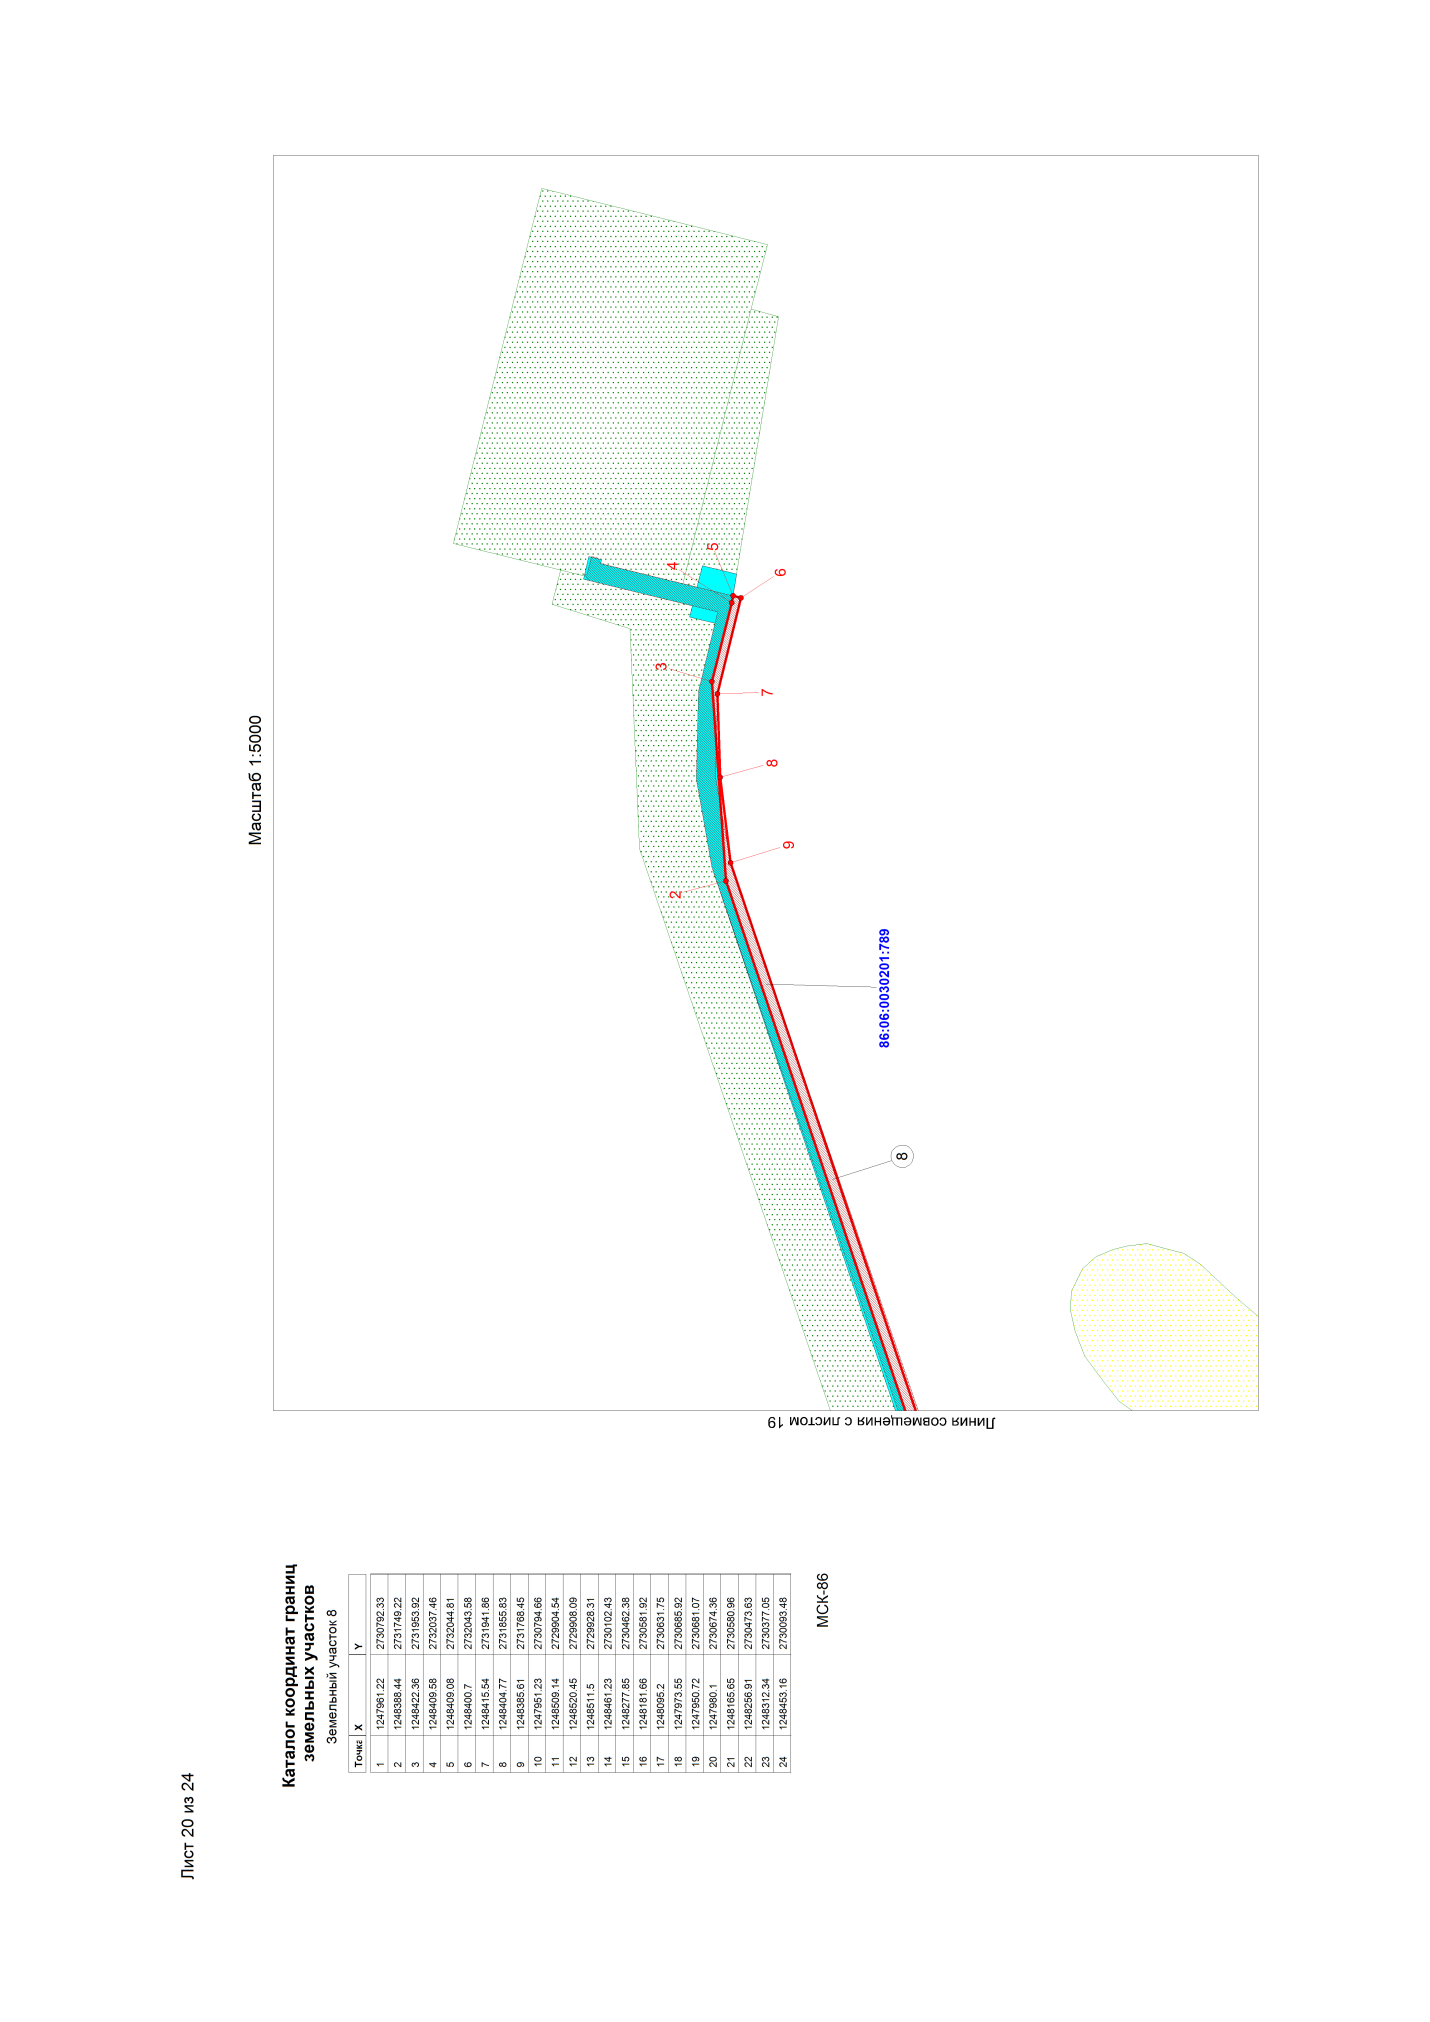 Лист 20 из 24
Каталог координат границ
земельных участков
Земельный участок 8
Точка X Y
1 1247961.22 2730792.33
2 1248388.44 2731749.22
3 1248422.36 2731953.92
4 1248409.58 2732037.46
5 1248409.08 2732044.81
6 1248400.7 2732043.58
7 1248415.54 2731941.86
8 1248404.77 2731855.83
9 1248385.61 2731768.45
10 1247951.23 2730794.66
11 1248509.14 2729904.54
12 1248520.45 2729908.09
13 1248511.5 2729928.31
14 1248461.23 2730102.43
15 1248277.85 2730462.38
16 1248181.66 2730581.92
17 1248095.2 2730631.75
18 1247973.55 2730685.92
19 1247950.72 2730681.07
20 1247980.1 2730674.36
21 1248165.65 2730580.96
22 1248256.91 2730473.63
23 1248312.34 2730377.05
24 1248453.16 2730093.48
МСК-86
Масштаб 1:5000
Линия совмещения с листом 19
2
3
4
5
6
7
8
9
86:06:0030201:789
8